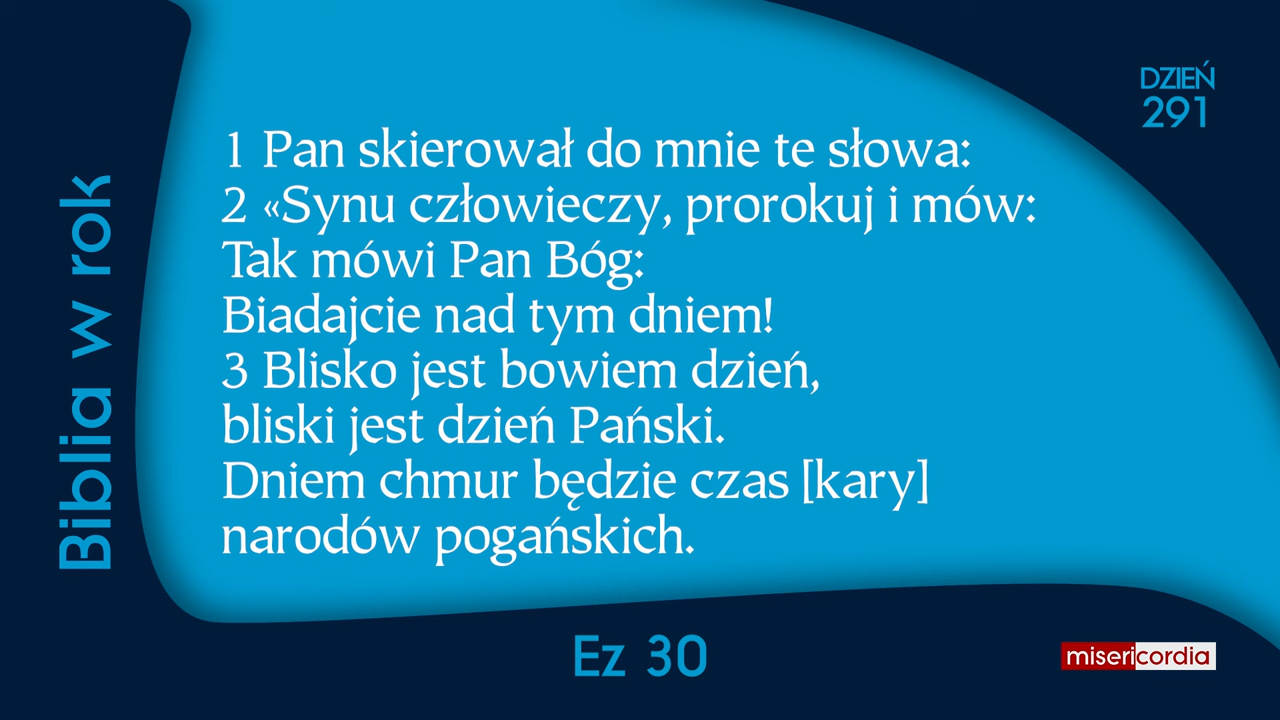 DZIEŃ
291
1 Pan skierował do mnie te słowa:
2 «Synu człowieczy, prorokuj i mów:
Tak mówi Pan Bóg:
Biadajcie nad tym dniem!
3 Blisko jest bowiem dzień,
bliski jest dzień Pański.
Dniem chmur będzie czas [kary]
narodów pogańskich.
Biblia w rok
Ez 30
misericordia